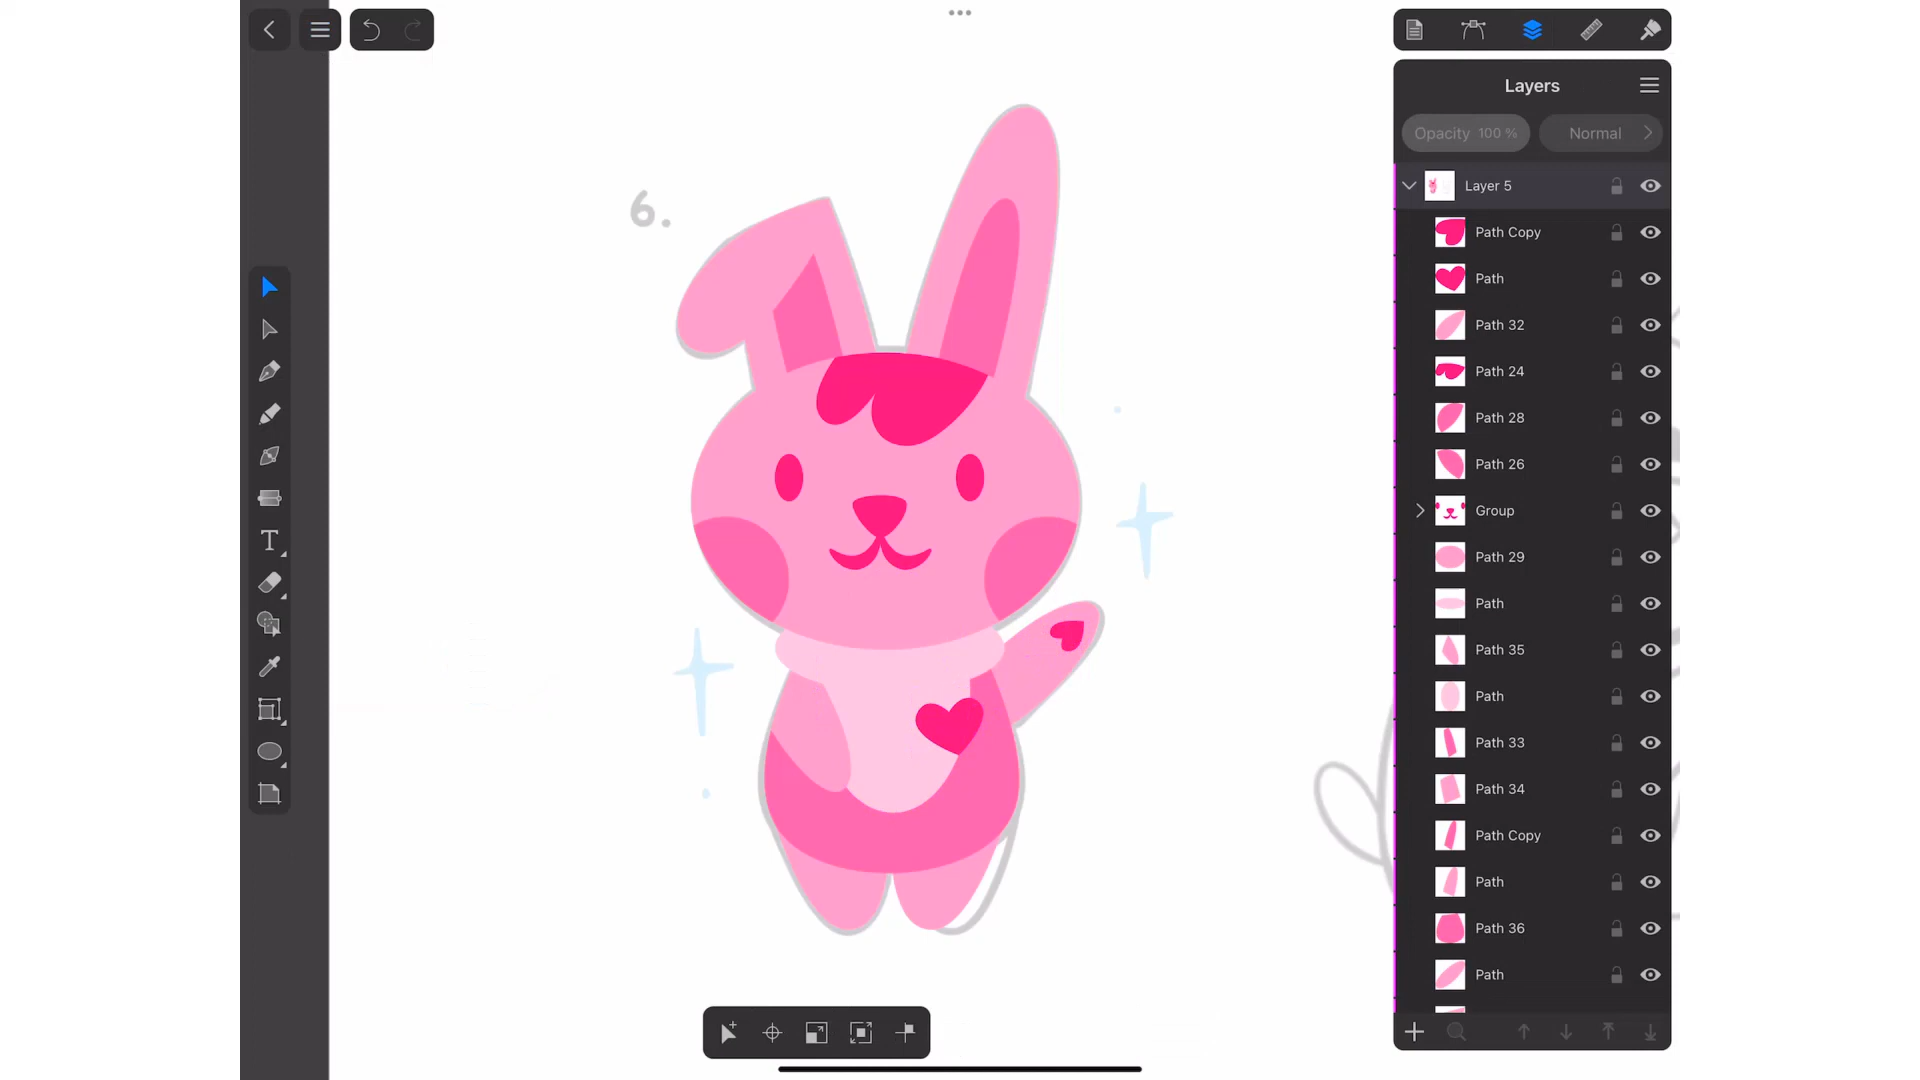 Layers
Opacity 100 %
Normal
6.
Layer 5
Path Copy
Path
Path 32
Path 24
Path 28
Path 26
Group
Path 29
Path
Path 35
Path
Path 33
Path 34
Path Copy
Path
Path 36
Path
T